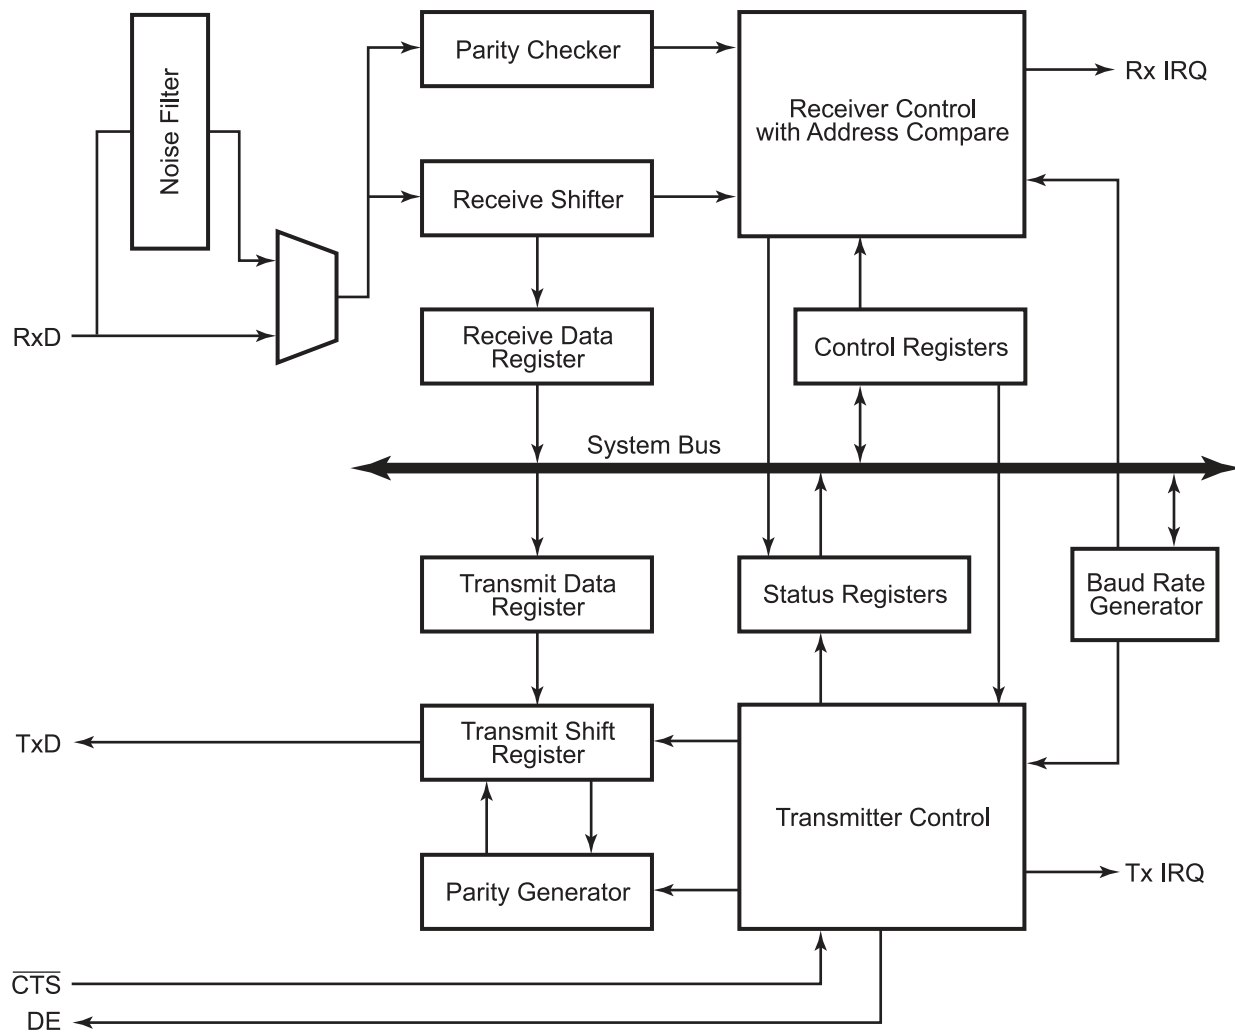 Parity Checker
Noise Filter
Receiver Control
with Address Compare
Rx IRQ
Receive Shifter
RxD
Receive Data
Register
Control Registers
System Bus
Transmit Data
Register
Status Registers
Baud Rate
Generator
TxD
Transmit Shift
Register
Transmitter Control
Parity Generator
Tx IRQ
C̅T̅S̅
DE